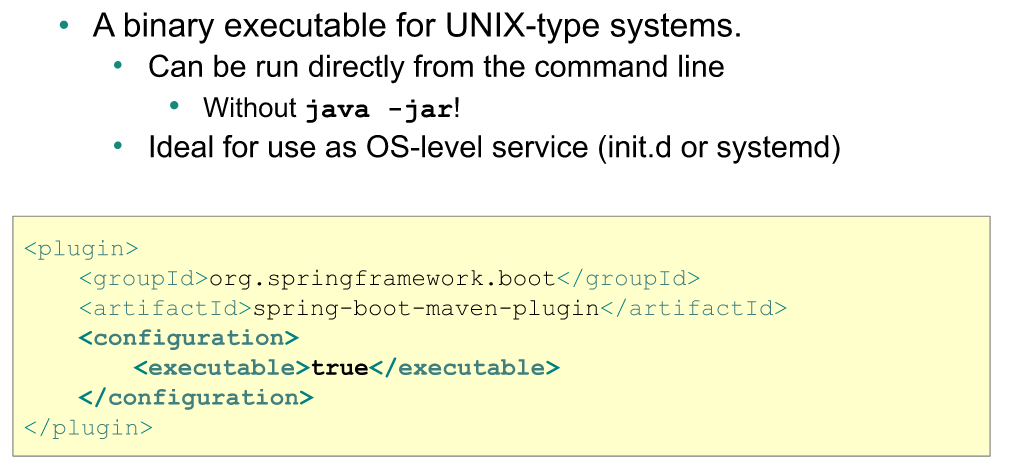 • A binary executable for UNIX-type systems.
• Can be run directly from the command line
• Without java -jar!
• Ideal for use as OS-level service (init.d or systemd)
<plugin>
<groupId>org.springframework.boot</groupId>
<artifactId>spring-boot-maven-plugin</artifactId>
<configuration>
<executable>true</executable>
</configuration>
</plugin>